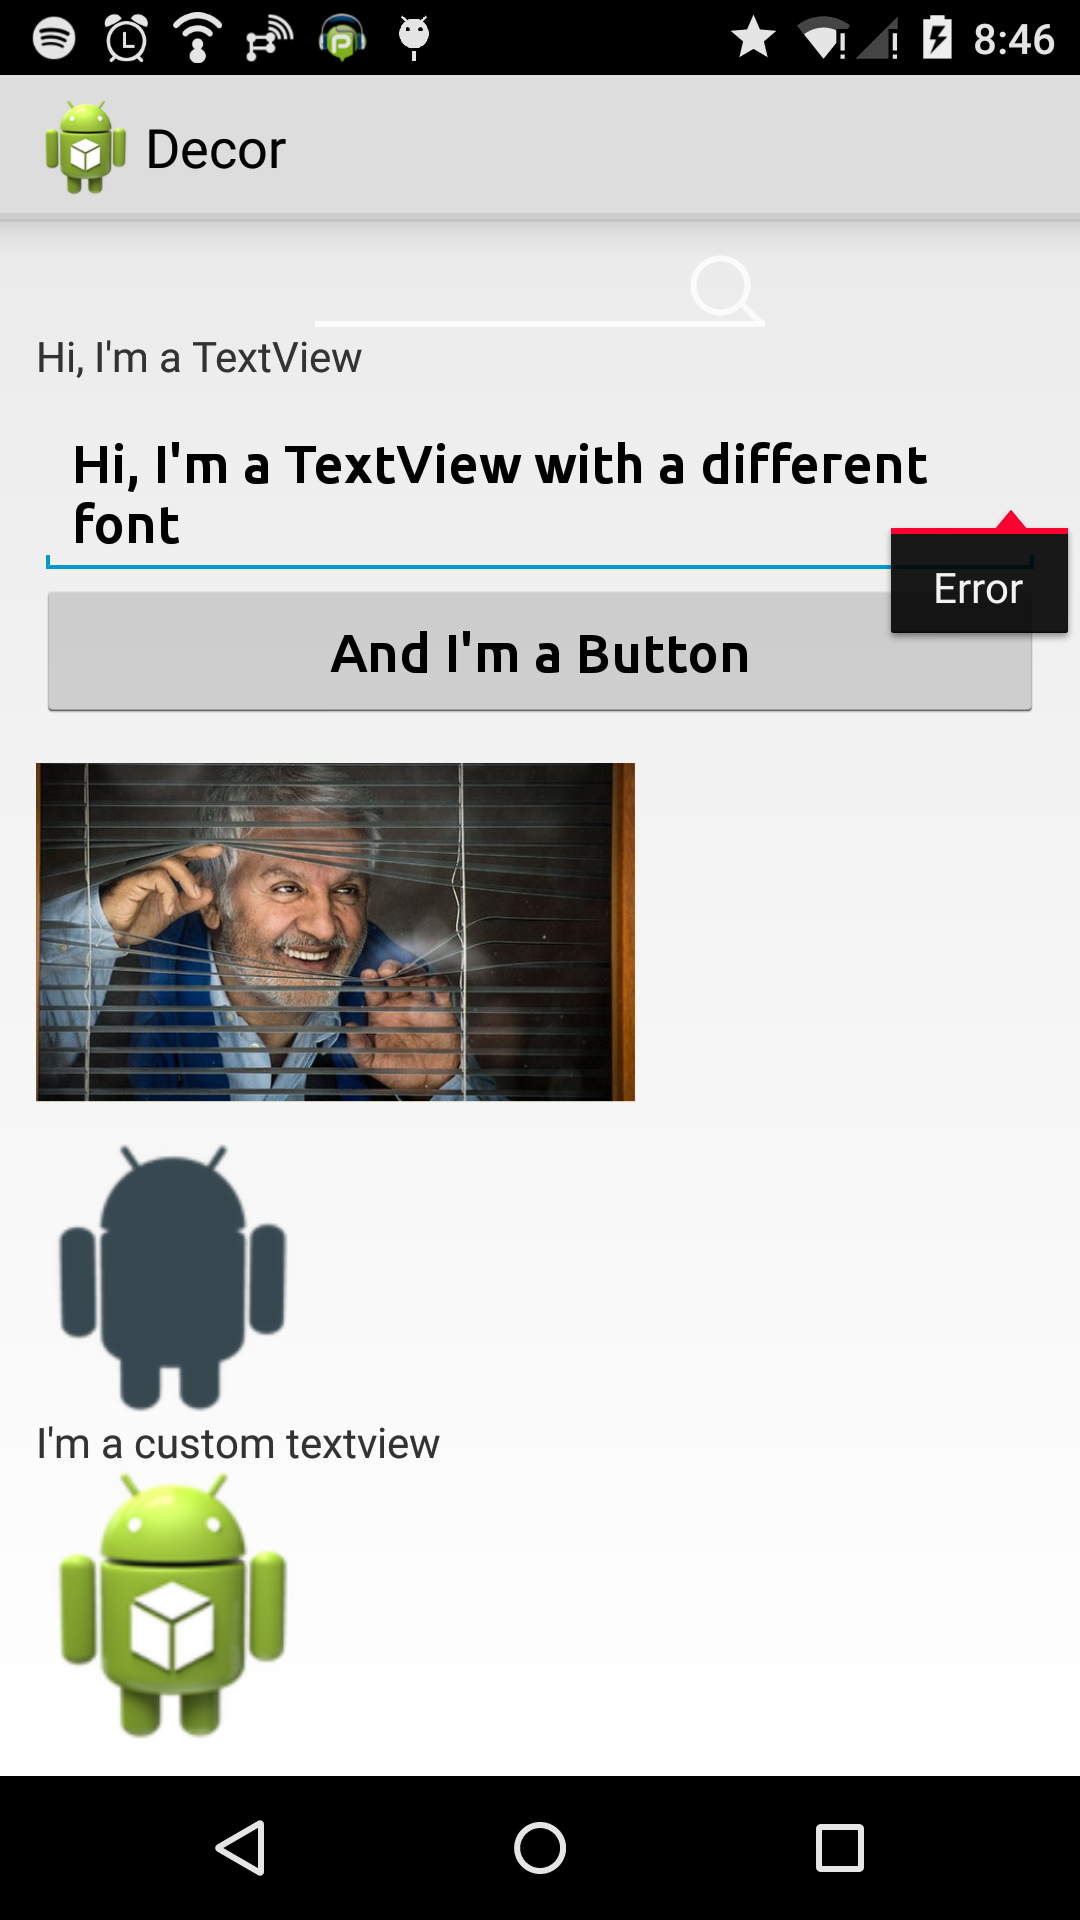 8:46
Decor
Hi, I'm a TextView
Hi, I'm a TextView with a different
font
Error
And I'm a Button
I'm a custom textview